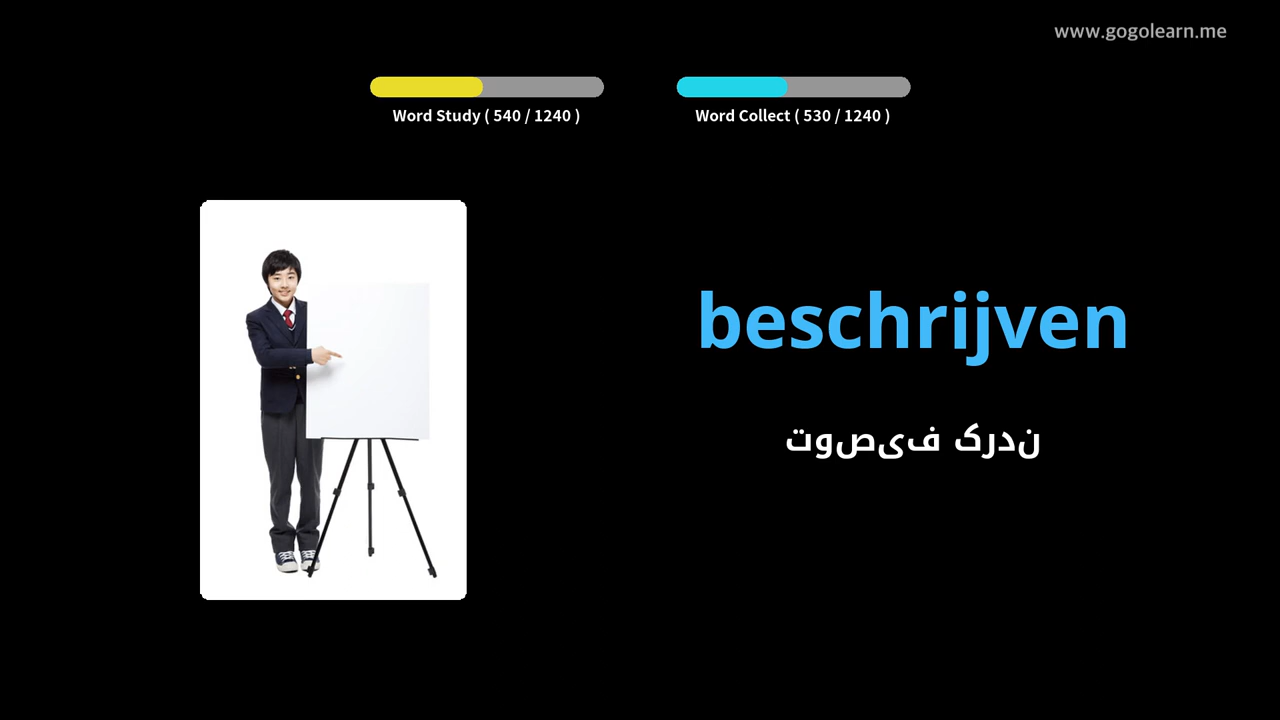 www.gogolearn.me
Word Study ( 540 / 1240 )
Word Collect ( 530 / 1240 )
beschrijven
توصیف کردن